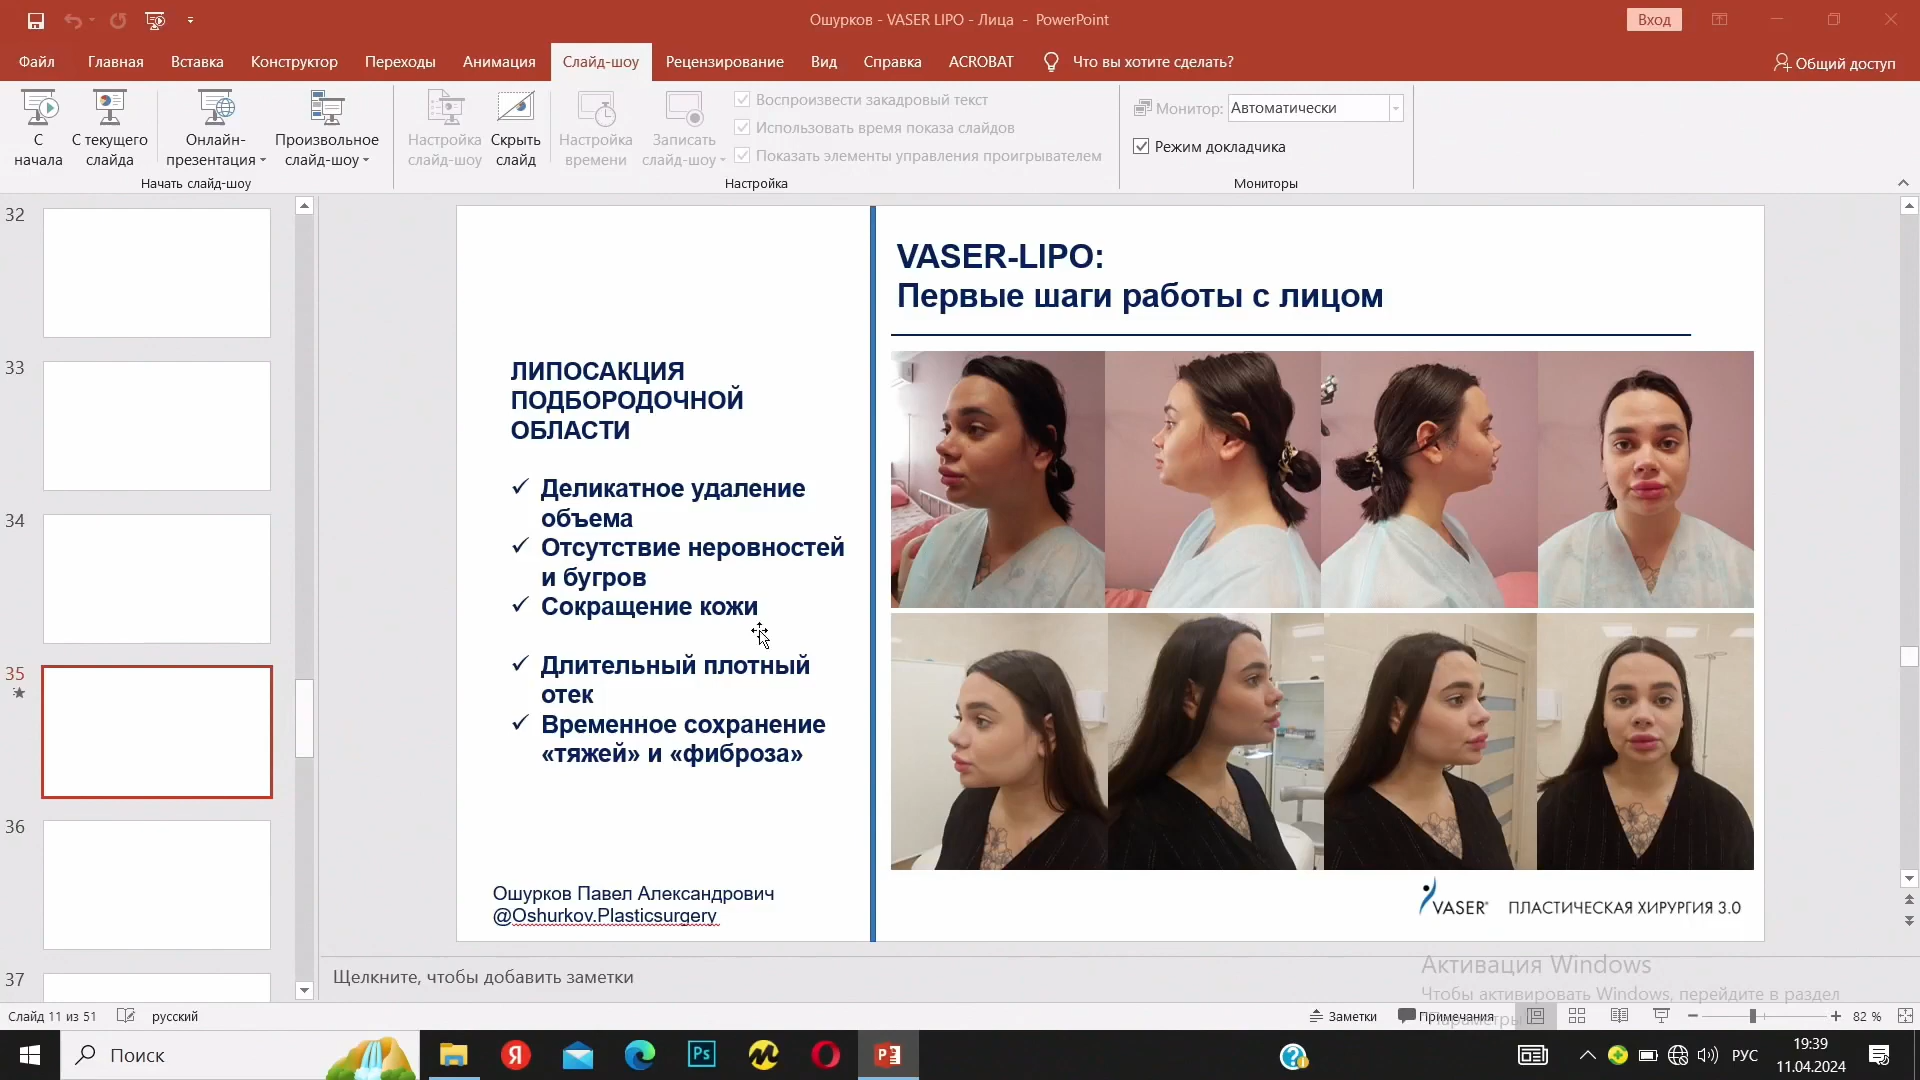 Ошурков - VASER LIPO - Лица - PowerPoint
Вход
Файл
Главная
Вставка
Конструктор
Переходы
Анимация
Слайд-шоу
Рецензирование
Вид
Справка
ACROBAT
Что вы хотите сделать?
Общий доступ
С
начала
С текущего
слайда
Онлайн-
презентация
Произвольное
слайд-шоу
Начать слайд-шоу
Настройка
слайд-шоу
Скрыть
слайд
Настройка
времени
Записать
слайд-шоу
Воспроизвести закадровый текст
Использовать время показа слайдов
Показать элементы управления проигрывателем
Настройка
Монитор:
Автоматически
Режим докладчика
Мониторы
32
33
34
35
36
37
VASER-LIPO:
Первые шаги работы с лицом
ЛИПОСАКЦИЯ
ПОДБОРОДОЧНОЙ
ОБЛАСТИ
✓ Деликатное удаление
объема
✓ Отсутствие неровностей
и бугров
✓ Сокращение кожи
✓ Длительный плотный
отек
✓ Временное сохранение
«тяжей» и «фиброза»
Ошурков Павел Александрович
@Oshurkov.Plasticsurgery
VASER® ПЛАСТИЧЕСКАЯ ХИРУРГИЯ 3.0
Щелкните, чтобы добавить заметки
Активация Windows
Чтобы активировать Windows, перейдите в раздел
Параметры
Слайд 11 из 51
русский
Заметки
Примечания
82 %
Поиск
Я
Ps
РУС
19:39
11.04.2024